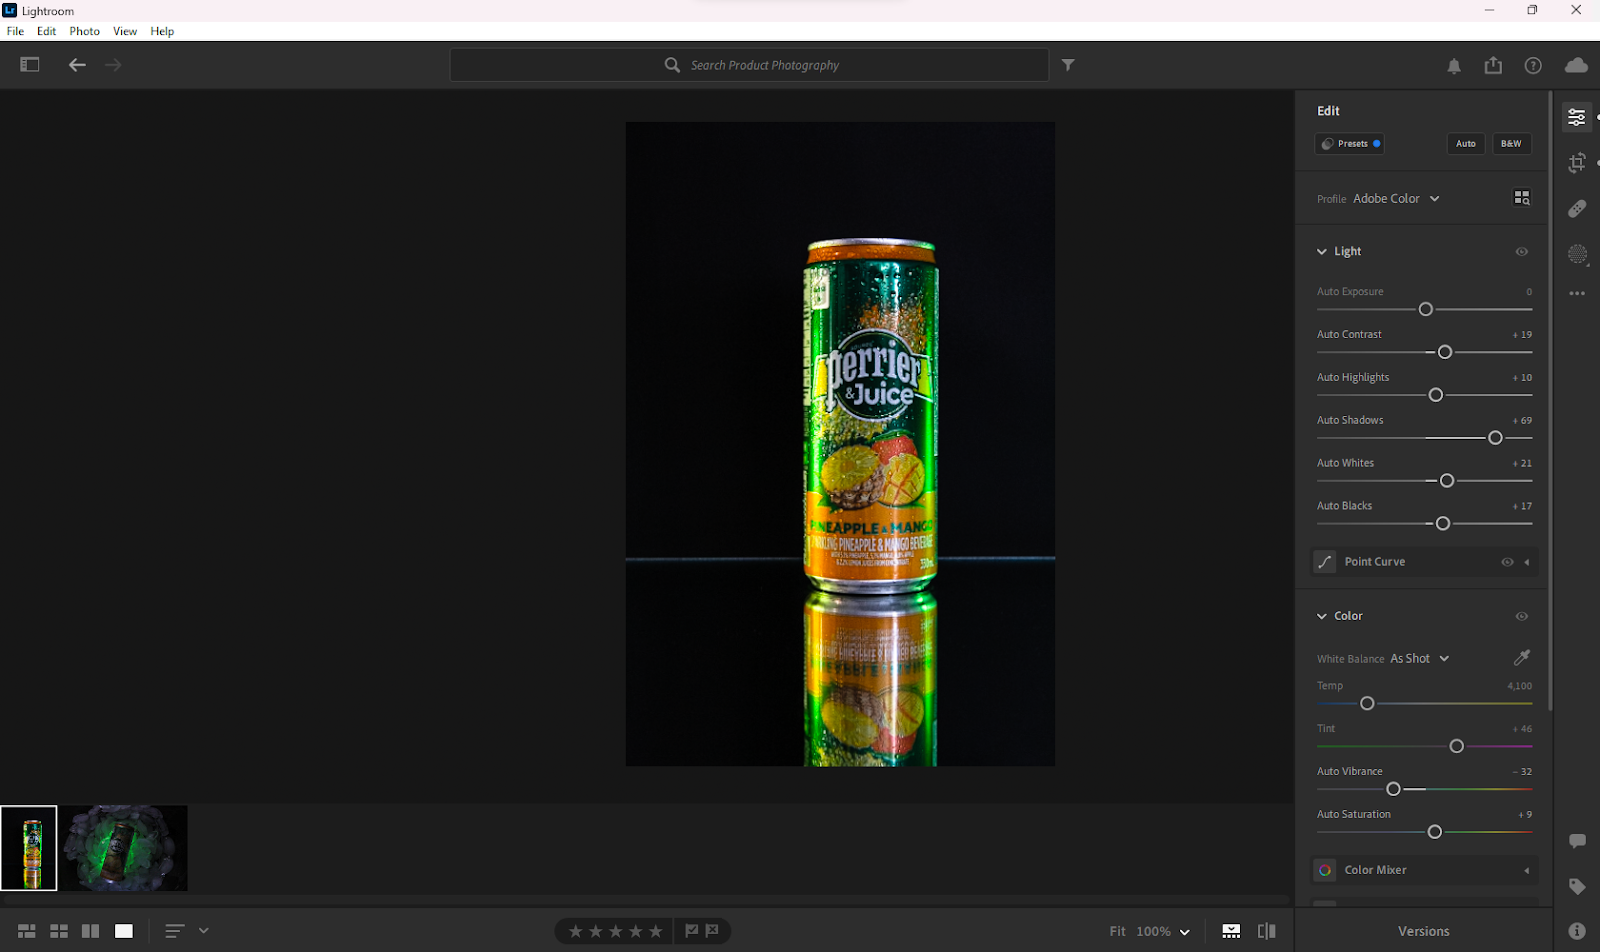 Lr Lightroom
File Edit Photo View Help
Search Product Photography
Edit
Presets Auto B&W
Profile Adobe Color
Light
Auto Exposure 0
Auto Contrast + 19
Auto Highlights + 10
Auto Shadows + 69
Auto Whites + 21
Auto Blacks + 17
Point Curve
Color
White Balance As Shot
Temp 4,100
Tint + 46
Auto Vibrance – 32
Auto Saturation + 9
Color Mixer
perrier
&Juice
PINEAPPLE & MANGO
PINEAPPLE & MANGO BEVERAGE
330mL
Fit 100%
Versions